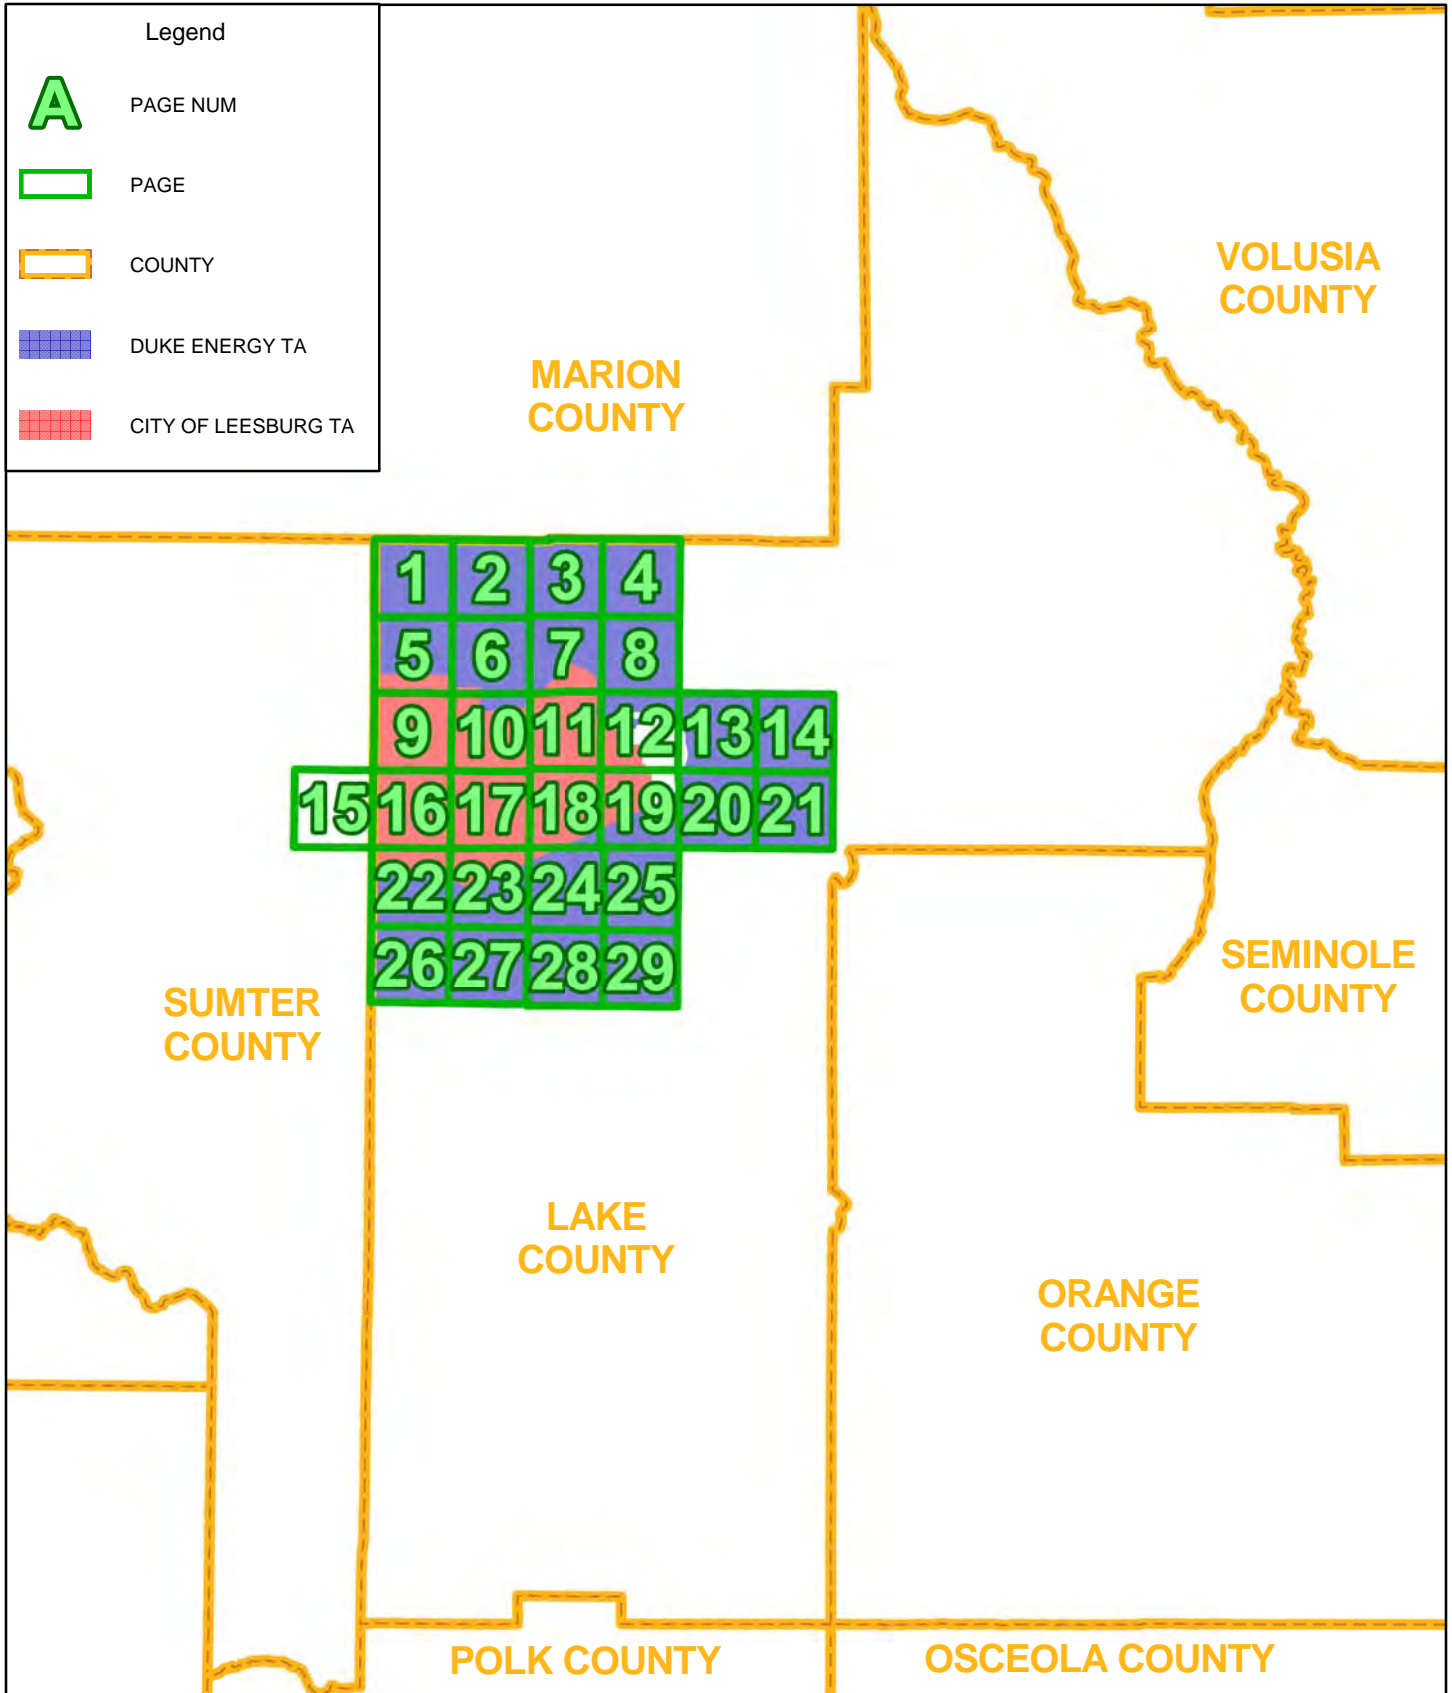 Legend
PAGE NUM
PAGE
COUNTY
DUKE ENERGY TA
CITY OF LEESBURG TA
A
VOLUSIA
COUNTY
MARION
COUNTY
1 2 3 4
5 6 7 8
9 10 11 12 13 14
15 16 17 18 19 20 21
22 23 24 25
26 27 28 29
SEMINOLE
COUNTY
SUMTER
COUNTY
LAKE
COUNTY
ORANGE
COUNTY
POLK COUNTY
OSCEOLA COUNTY